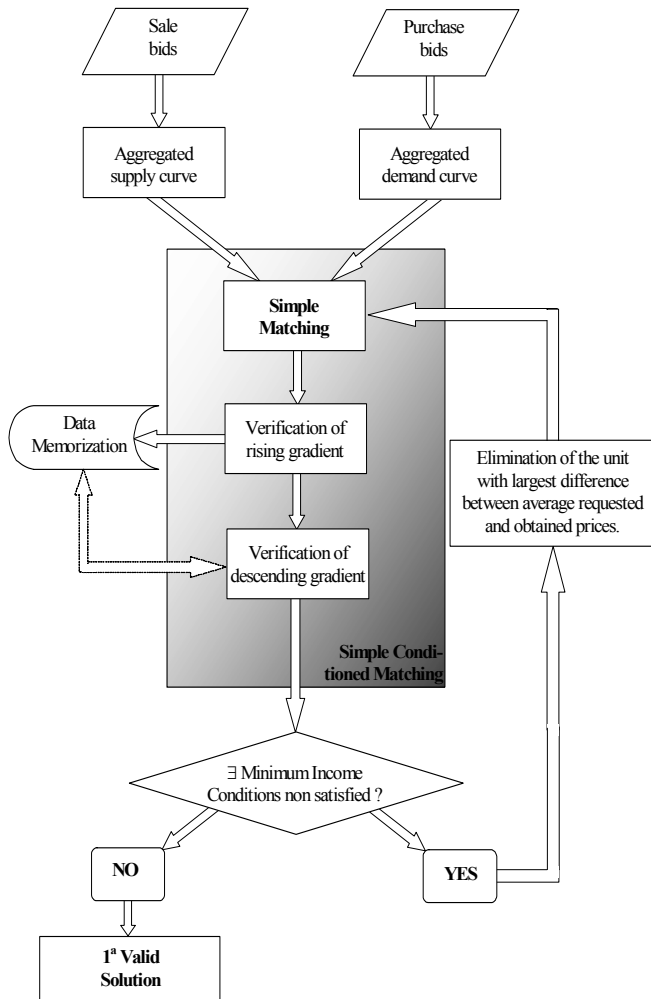 Sale
bids
Purchase
bids
Aggregated
supply curve
Aggregated
demand curve
Simple
Matching
Data
Memorization
Verification of
rising gradient
Elimination of the unit
with largest difference
between average requested
and obtained prices.
Verification of
descending gradient
Simple Condi-
tioned Matching
∃ Minimum Income
Conditions non satisfied ?
NO
YES
1ª Valid
Solution